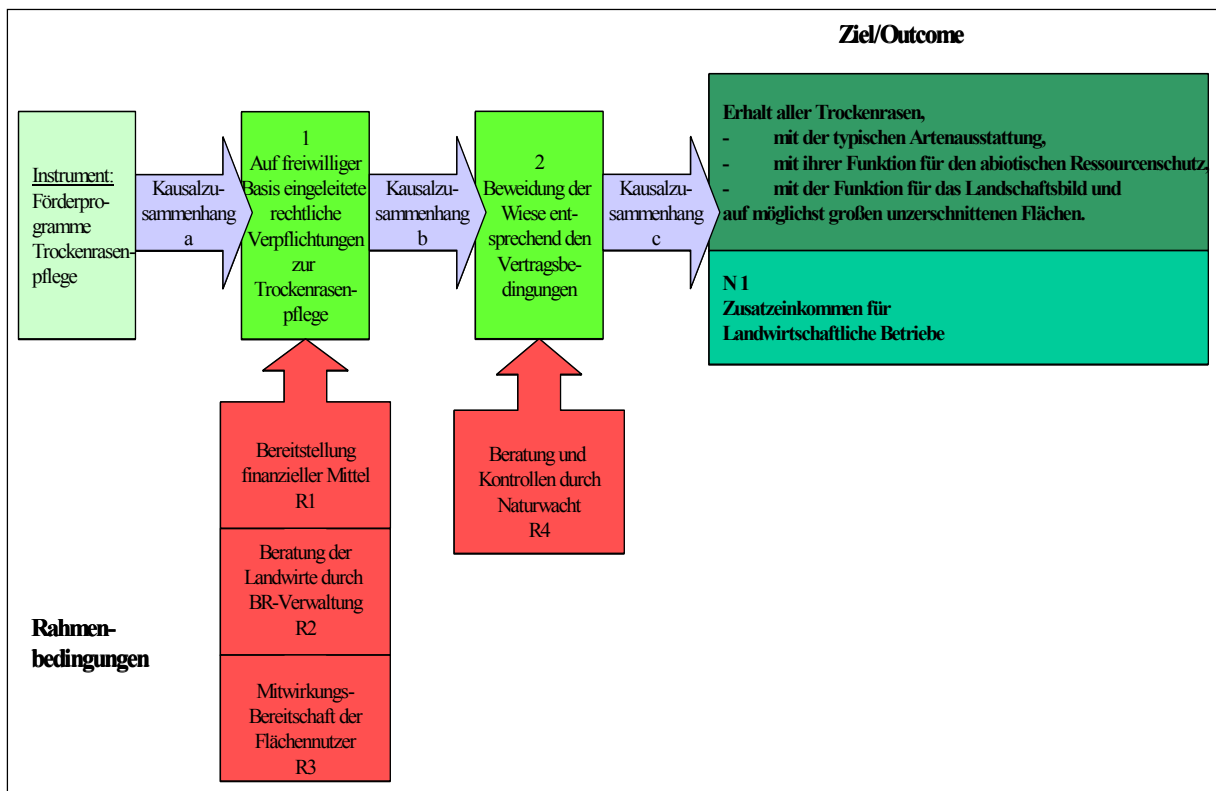 Ziel/Outcome
Instrument:
Förderpro-
gramme
Trockenrasen-
pflege
Kausalzu-
sammenhang
a
1
Auf freiwilliger
Basis eingeleitete
rechtliche
Verpflichtungen
zur
Trockenrasen-
pflege
Kausalzu-
sammenhang
b
2
Beweidung der
Wiese ent-
sprechend den
Vertragsbe-
dingungen
Kausalzu-
sammenhang
c
Erhalt aller Trockenrasen,
- mit der typischen Artenausstattung,
- mit ihrer Funktion für den abiotischen Ressourcenschutz,
- mit der Funktion für das Landschaftsbild und
auf möglichst großen unzerschnittenen Flächen.
N 1
Zusatzeinkommen für
Landwirtschaftliche Betriebe
Bereitstellung
finanzieller Mittel
R1
Beratung der
Landwirte durch
BR-Verwaltung
R2
Mitwirkungs-
Bereitschaft der
Flächennutzer
R3
Beratung und
Kontrollen durch
Naturwacht
R4
Rahmen-
bedingungen